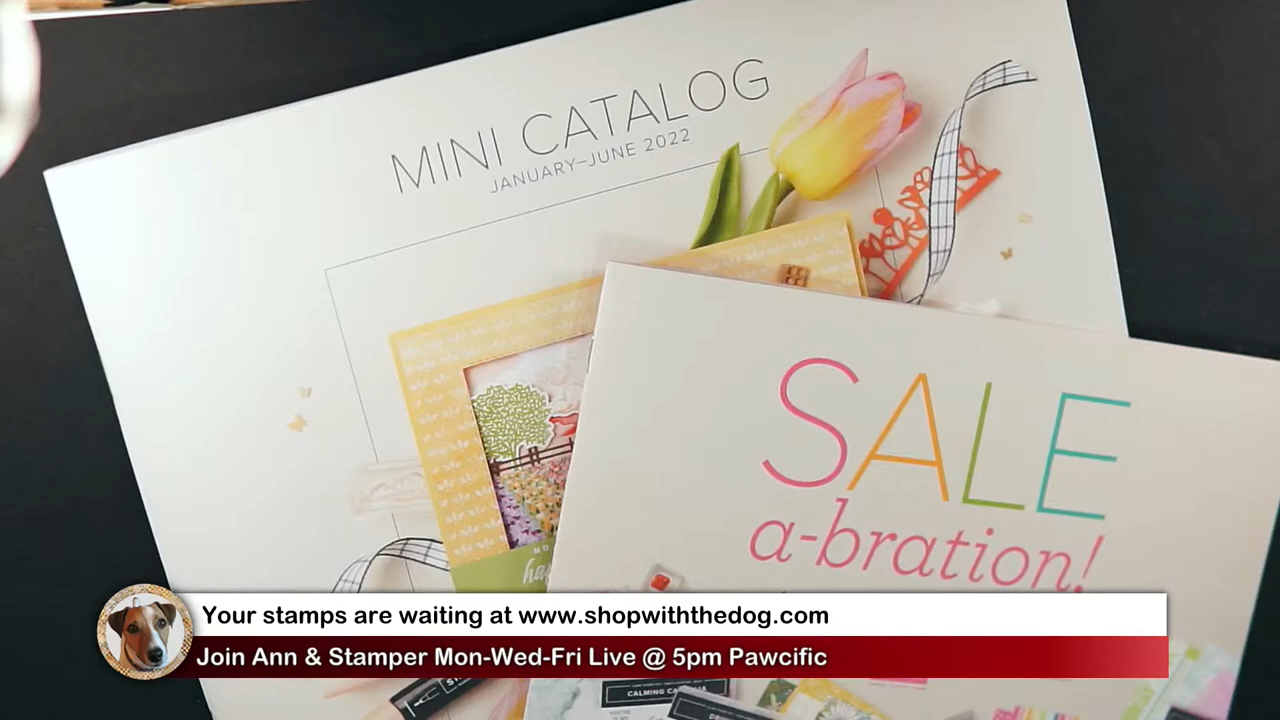 MINI CATALOG
JANUARY–JUNE 2022
SALE
a-bration!
Your stamps are waiting at www.shopwiththedog.com
Join Ann & Stamper Mon-Wed-Fri Live @ 5pm Pawcific
CALMING